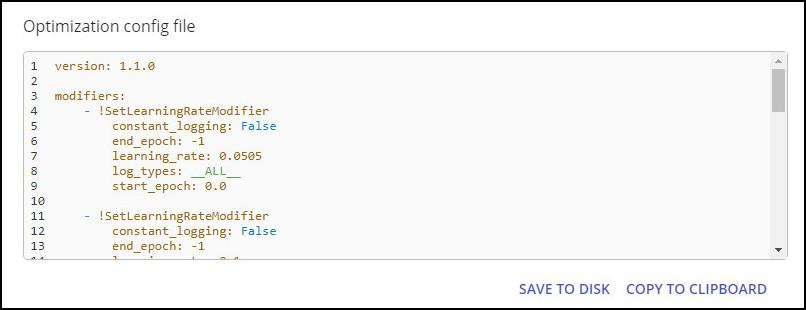 Optimization config file
1 version: 1.1.0
2
3 modifiers:
4 - !SetLearningRateModifier
5 constant_logging: False
6 end_epoch: -1
7 learning_rate: 0.0505
8 log_types: __ALL__
9 start_epoch: 0.0
10
11 - !SetLearningRateModifier
12 constant_logging: False
13 end_epoch: -1
SAVE TO DISK COPY TO CLIPBOARD